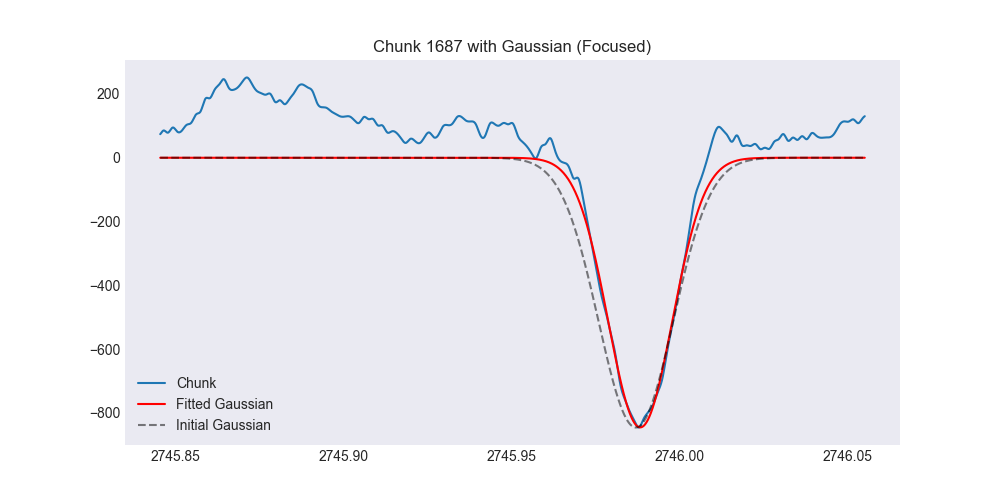 Chunk 1687 with Gaussian (Focused)
200
0
−200
−400
−600
−800
Chunk
Fitted Gaussian
Initial Gaussian
2745.85
2745.90
2745.95
2746.00
2746.05